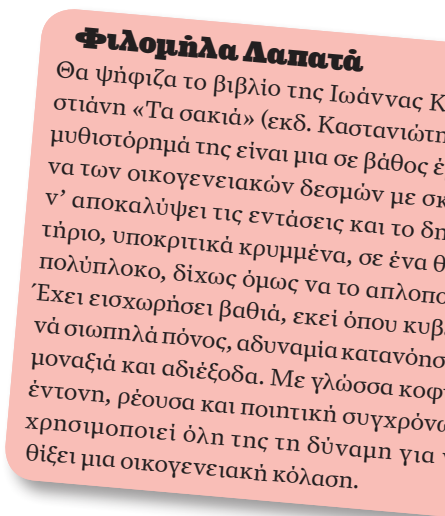 Φιλομήλα Λαπατά
Θα ψήφιζα το βιβλίο της Ιωάννας Κ
στιάνη «Τα σακιά» (εκδ. Καστανιώτη
μυθιστόρημά της είναι μια σε βάθος έ
να των οικογενειακών δεσμών με σκ
ν’ αποκαλύψει τις εντάσεις και το δη
τήριο, υποκριτικά κρυμμένα, σε ένα θ
πολύπλοκο, δίχως όμως να το απλοπο
Έχει εισχωρήσει βαθιά, εκεί όπου κυβ
νά σιωπηλά πόνος, αδυναμία κατανόησ
μοναξιά και αδιέξοδα. Με γλώσσα κοφτ
έντονη, ρέουσα και ποιητική συγχρόνω
χρησιμοποιεί όλη της τη δύναμη για ν
θίξει μια οικογενειακή κόλαση.